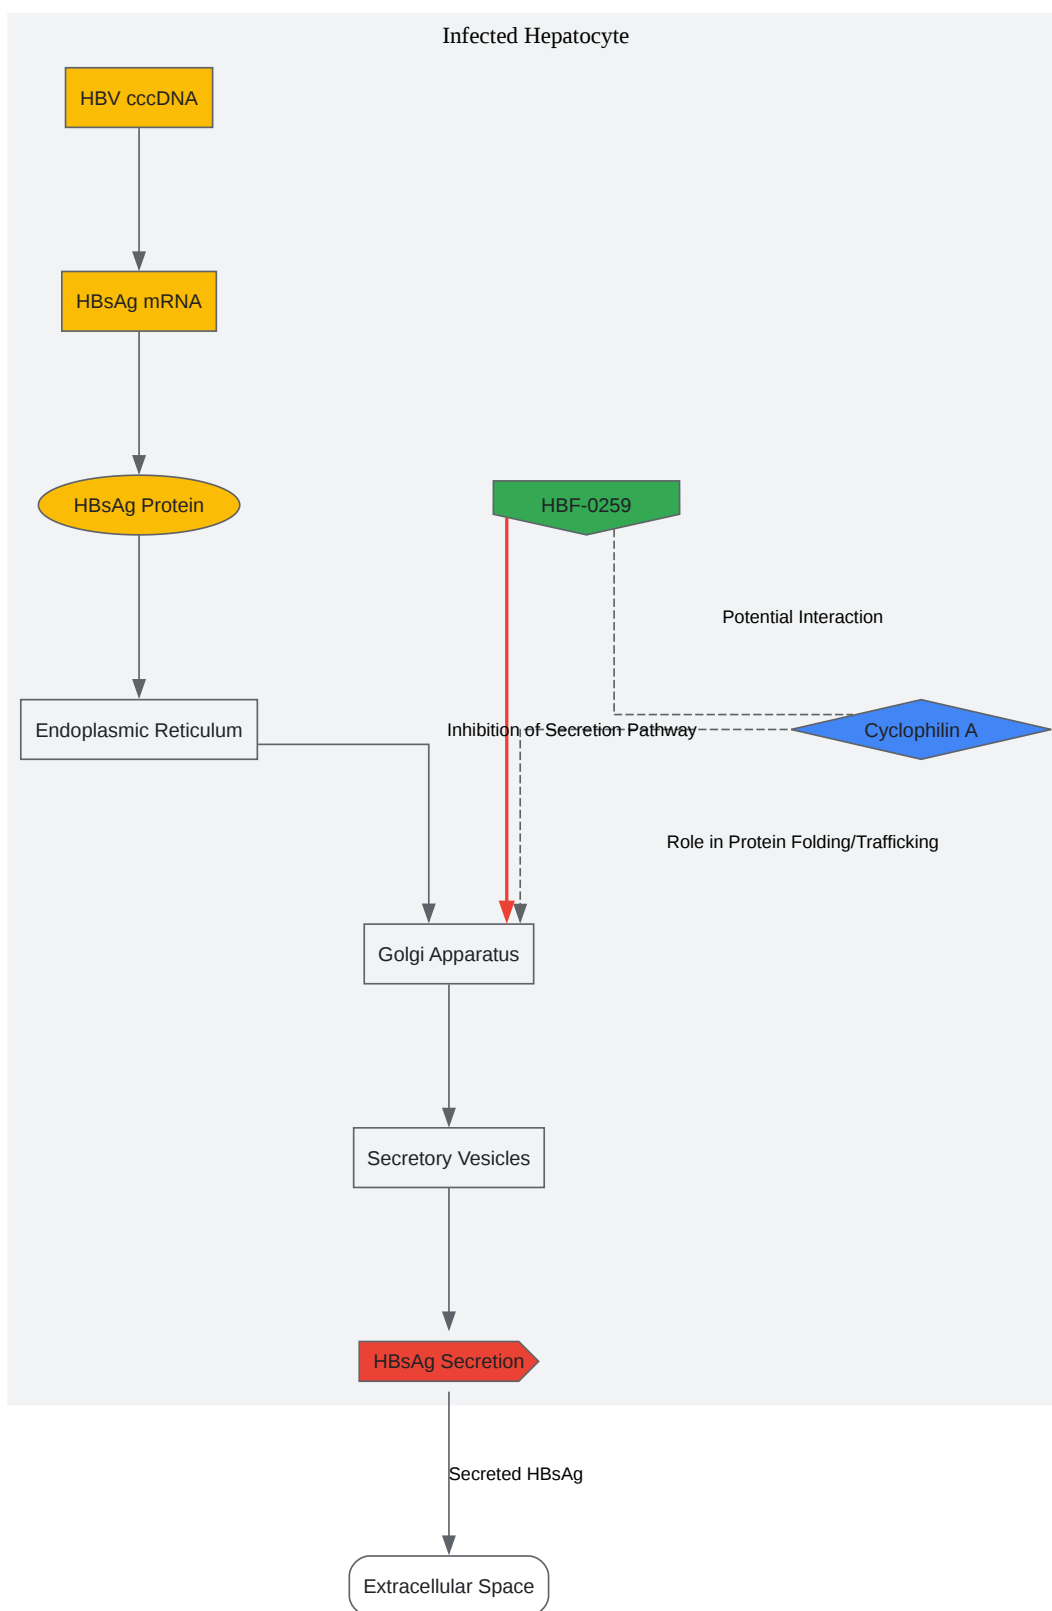 Infected Hepatocyte
HBV cccDNA
HBsAg mRNA
HBsAg Protein
HBF-0259
Potential Interaction
Endoplasmic Reticulum
Inhibition of Secretion Pathway
Cyclophilin A
Role in Protein Folding/Trafficking
Golgi Apparatus
Secretory Vesicles
HBsAg Secretion
Secreted HBsAg
Extracellular Space